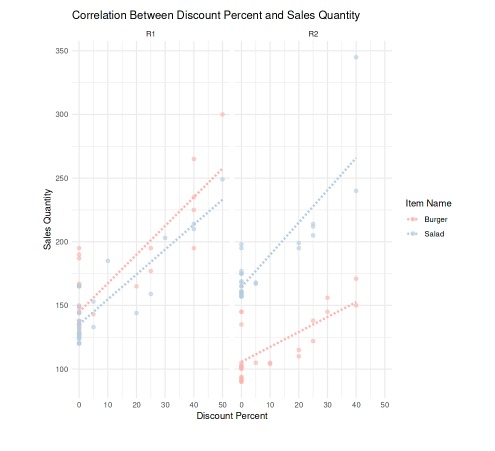 Correlation Between Discount Percent and Sales Quantity
R1 R2
350
300
250
200
150
100
Sales Quantity
0 10 20 30 40 50 0 10 20 30 40 50
Discount Percent
Item Name
Burger
Salad